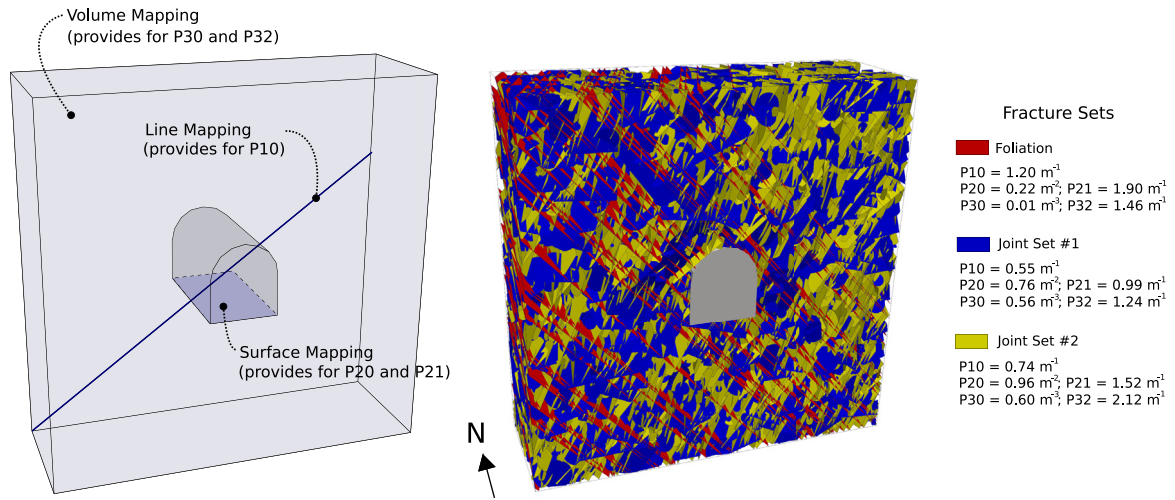 Volume Mapping
(provides for P30 and P32)
Line Mapping
(provides for P10)
Surface Mapping
(provides for P20 and P21)
N
Fracture Sets
Foliation
P10 = 1.20 m⁻¹
P20 = 0.22 m⁻²; P21 = 1.90 m⁻¹
P30 = 0.01 m⁻³; P32 = 1.46 m⁻¹
Joint Set #1
P10 = 0.55 m⁻¹
P20 = 0.76 m⁻²; P21 = 0.99 m⁻¹
P30 = 0.56 m⁻³; P32 = 1.24 m⁻¹
Joint Set #2
P10 = 0.74 m⁻¹
P20 = 0.96 m⁻²; P21 = 1.52 m⁻¹
P30 = 0.60 m⁻³; P32 = 2.12 m⁻¹